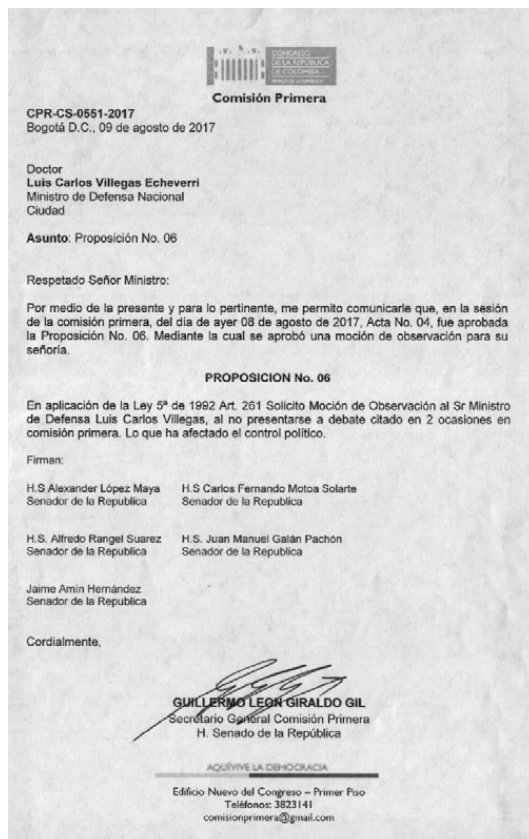 CONGRESO
DE LA REPÚBLICA
DE COLOMBIA
Comisión Primera
CPR-CS-0551-2017
Bogotá D.C., 09 de agosto de 2017
Doctor
Luis Carlos Villegas Echeverri
Ministro de Defensa Nacional
Ciudad
Asunto: Proposición No. 06
Respetado Señor Ministro:
Por medio de la presente y para lo pertinente, me permito comunicarle que, en la sesión
de la comisión primera, del día de ayer 08 de agosto de 2017, Acta No. 04, fue aprobada
la Proposición No. 06. Mediante la cual se aprobó una moción de observación para su
señoría.
PROPOSICION No. 06
En aplicación de la Ley 5ª de 1992 Art. 261 Solicito Moción de Observación al Sr Ministro
de Defensa Luis Carlos Villegas, al no presentarse a debate citado en 2 ocasiones en
comisión primera. Lo que ha afectado el control político.
Firman:
H.S Alexander López Maya H.S Carlos Fernando Motoa Solarte
Senador de la Republica Senador de la Republica
H.S. Alfredo Rangel Suarez H.S. Juan Manuel Galán Pachón
Senador de la Republica Senador de la Republica
Jaime Amin Hernández
Senador de la Republica
Cordialmente,
GUILLERMO LEON GIRALDO GIL
Secretario General Comisión Primera
H. Senado de la República
AQUÍVIVE LA DEMOCRACIA
Edificio Nuevo del Congreso – Primer Piso
Teléfonos: 3823141
comisionprimera@gmail.com